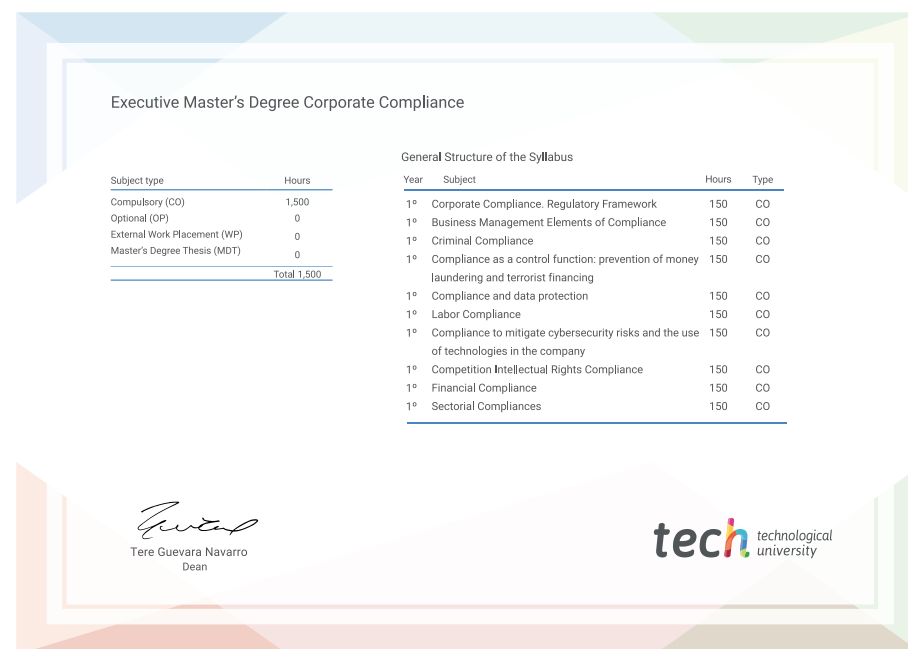 Executive Master's Degree Corporate Compliance
Subject type Hours
Compulsory (CO) 1,500
Optional (OP) 0
External Work Placement (WP) 0
Master's Degree Thesis (MDT) 0
Total 1,500
General Structure of the Syllabus
Year Subject Hours Type
1º Corporate Compliance. Regulatory Framework 150 CO
1º Business Management Elements of Compliance 150 CO
1º Criminal Compliance 150 CO
1º Compliance as a control function: prevention of money 150 CO
laundering and terrorist financing
1º Compliance and data protection 150 CO
1º Labor Compliance 150 CO
1º Compliance to mitigate cybersecurity risks and the use 150 CO
of technologies in the company
1º Competition Intellectual Rights Compliance 150 CO
1º Financial Compliance 150 CO
1º Sectorial Compliances 150 CO
Tere Guevara Navarro
Dean
tech technological
university